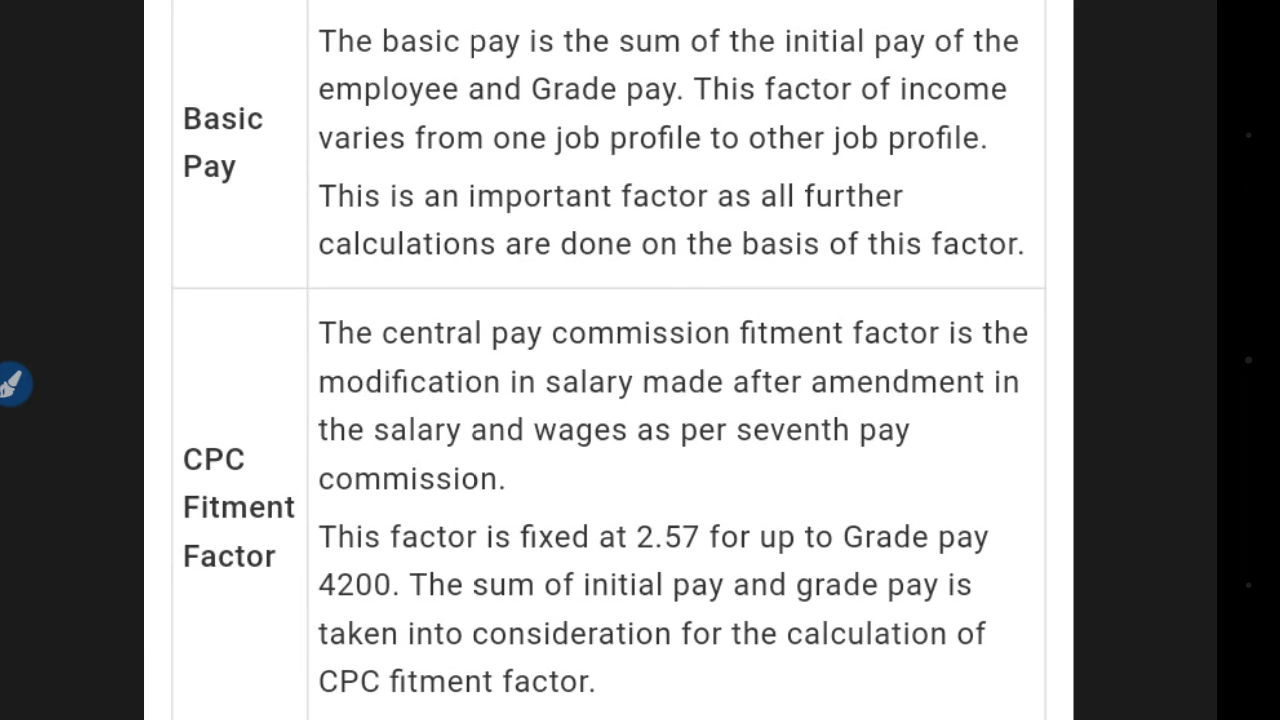 Basic
Pay
The basic pay is the sum of the initial pay of the
employee and Grade pay. This factor of income
varies from one job profile to other job profile.
This is an important factor as all further
calculations are done on the basis of this factor.
CPC
Fitment
Factor
The central pay commission fitment factor is the
modification in salary made after amendment in
the salary and wages as per seventh pay
commission.
This factor is fixed at 2.57 for up to Grade pay
4200. The sum of initial pay and grade pay is
taken into consideration for the calculation of
CPC fitment factor.